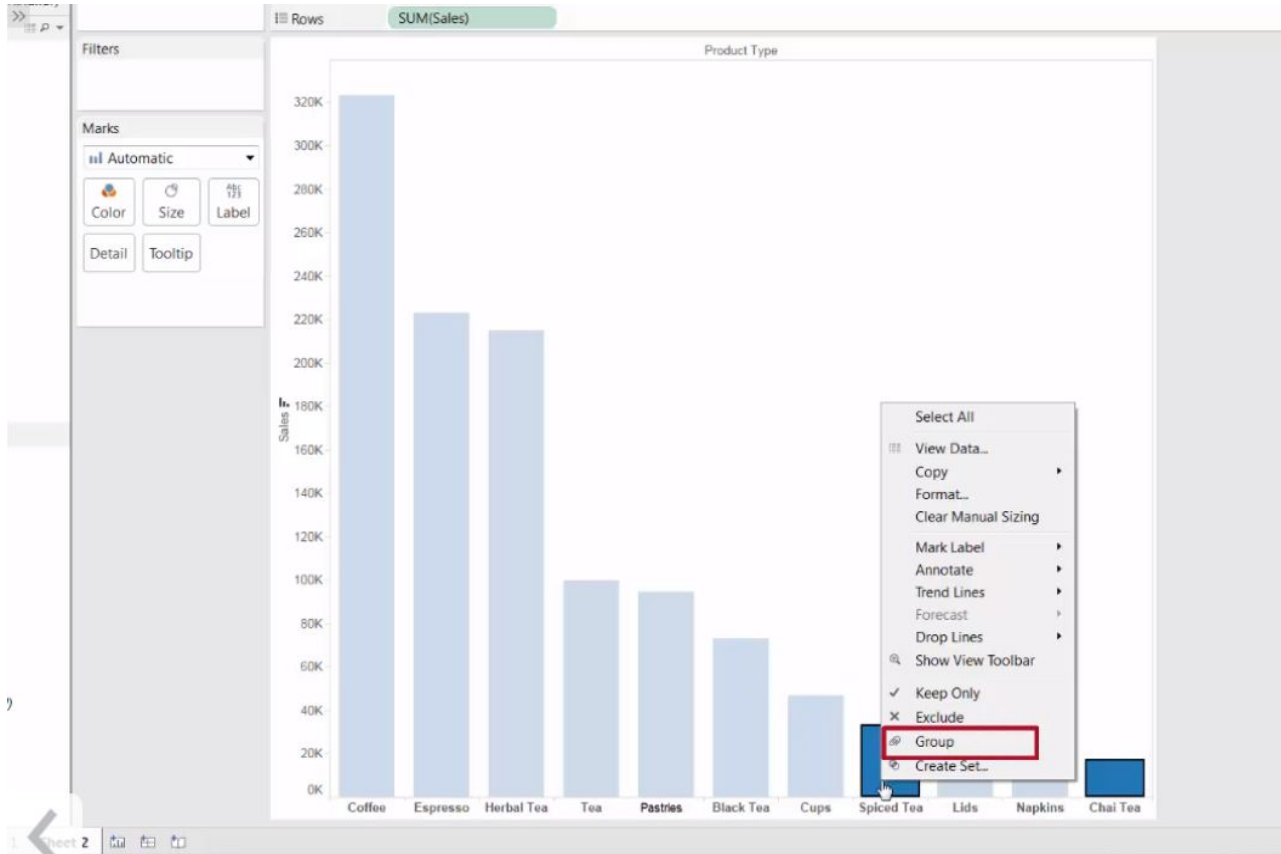 Rows SUM(Sales)
Filters
Product Type
Marks
Automatic
Color Size Label
Detail Tooltip
320K
300K
280K
260K
240K
220K
200K
180K
160K
140K
120K
100K
80K
60K
40K
20K
0K
Sales
Select All
View Data...
Copy
Format...
Clear Manual Sizing
Mark Label
Annotate
Trend Lines
Forecast
Drop Lines
Show View Toolbar
Keep Only
Exclude
Group
Create Set...
Coffee Espresso Herbal Tea Tea Pastries Black Tea Cups Spiced Tea Lids Napkins Chai Tea
Sheet 2